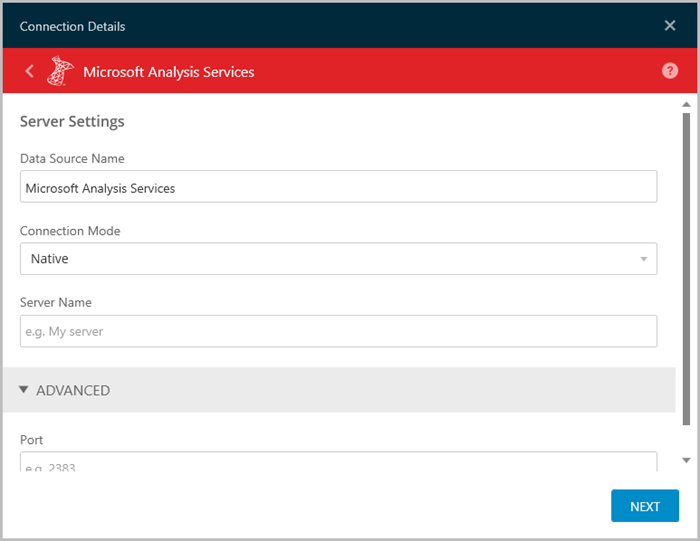 Connection Details
Microsoft Analysis Services
?
Server Settings
Data Source Name
Microsoft Analysis Services
Connection Mode
Native
Server Name
e.g. My server
ADVANCED
Port
e.g. 2383
NEXT